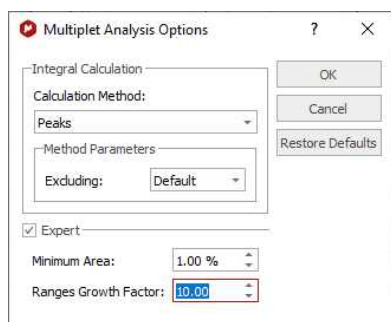 Multiplet Analysis Options ? X
Integral Calculation
OK
Calculation Method:
Cancel
Peaks
Restore Defaults
Method Parameters
Excluding: Default
Expert
Minimum Area: 1.00 %
Ranges Growth Factor: 10.00